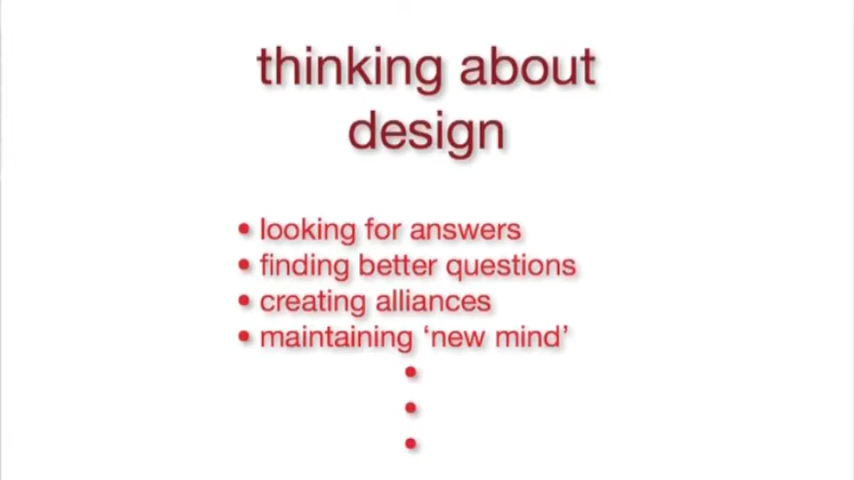 thinking about
design
• looking for answers
• finding better questions
• creating alliances
• maintaining ‘new mind’
•
•
•